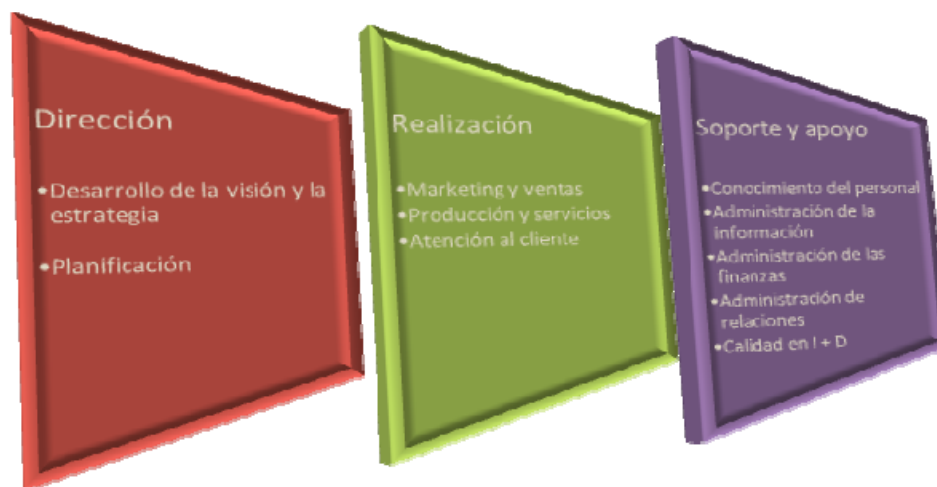 Dirección
•Desarrollo de la visión y la
estrategia
•Planificación
Realización
•Marketing y ventas
•Producción y servicios
•Atención al cliente
Soporte y apoyo
•Conocimiento del personal
•Administración de la
información
•Administración de las
finanzas
•Administración de
relaciones
•Calidad en I + D